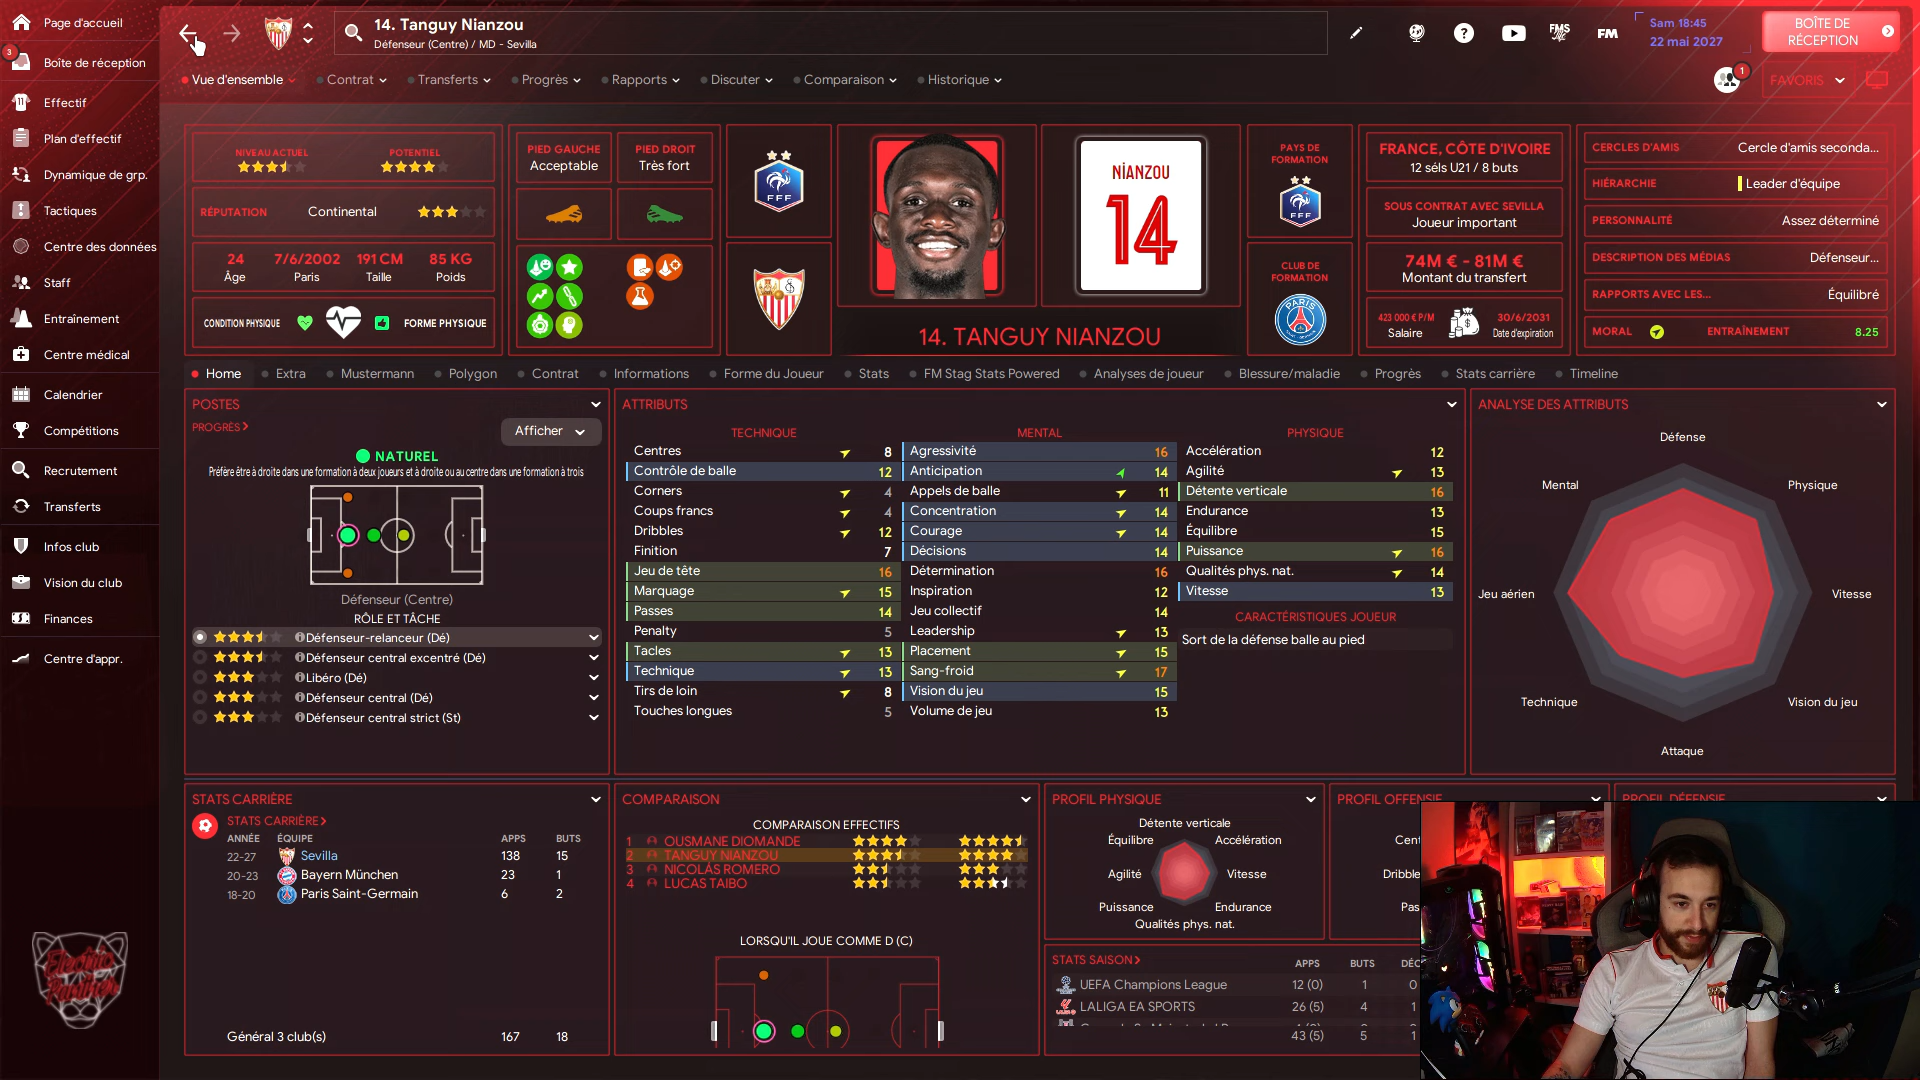 Page d'accueil
3
Boîte de réception
Effectif
Plan d'effectif
Dynamique de grp.
Tactiques
Centre des données
Staff
Entraînement
Centre médical
Calendrier
Compétitions
Recrutement
Transferts
Infos club
Vision du club
Finances
Centre d'appr.
14. Tanguy Nianzou
Défenseur (Centre) / MD - Sevilla
FMS
FM
Sam 18:45
22 mai 2027
BOÎTE DE
RÉCEPTION
Vue d'ensemble
Contrat
Transferts
Progrès
Rapports
Discuter
Comparaison
Historique
1
FAVORIS
NIVEAU ACTUEL
POTENTIEL
RÉPUTATION
Continental
24
7/6/2002
191 CM
85 KG
Âge
Paris
Taille
Poids
CONDITION PHYSIQUE
FORME PHYSIQUE
PIED GAUCHE
Acceptable
PIED DROIT
Très fort
FFF
NIANZOU
14
14. TANGUY NIANZOU
PAYS DE
FORMATION
FFF
CLUB DE
FORMATION
PARIS
FRANCE, CÔTE D'IVOIRE
12 séls U21 / 8 buts
SOUS CONTRAT AVEC SEVILLA
Joueur important
74M € - 81M €
Montant du transfert
423 000 € P/M
Salaire
30/6/2031
Date d'expiration
CERCLES D'AMIS
Cercle d'amis seconda...
HIÉRARCHIE
Leader d'équipe
PERSONNALITÉ
Assez déterminé
DESCRIPTION DES MÉDIAS
Défenseur...
RAPPORTS AVEC LES...
Équilibré
MORAL
ENTRAÎNEMENT
8.25
Home
Extra
Mustermann
Polygon
Contrat
Informations
Forme du Joueur
Stats
FM Stag Stats Powered
Analyses de joueur
Blessure/maladie
Progrès
Stats carrière
Timeline
POSTES
PROGRÈS
Afficher
NATUREL
Préfère être à droite dans une formation à deux joueurs et à droite ou au centre dans une formation à trois
Défenseur (Centre)
RÔLE ET TÂCHE
Défenseur-relanceur (Dé)
Défenseur central excentré (Dé)
Libéro (Dé)
Défenseur central (Dé)
Défenseur central strict (St)
ATTRIBUTS
TECHNIQUE
Centres 8
Contrôle de balle 12
Corners 4
Coups francs 4
Dribbles 12
Finition 7
Jeu de tête 16
Marquage 15
Passes 14
Penalty 5
Tacles 13
Technique 13
Tirs de loin 8
Touches longues 5
MENTAL
Agressivité 16
Anticipation 14
Appels de balle 11
Concentration 14
Courage 14
Décisions 14
Détermination 16
Inspiration 12
Jeu collectif 14
Leadership 13
Placement 15
Sang-froid 17
Vision du jeu 15
Volume de jeu 13
PHYSIQUE
Accélération 12
Agilité 13
Détente verticale 16
Endurance 13
Équilibre 15
Puissance 16
Qualités phys. nat. 14
Vitesse 13
CARACTÉRISTIQUES JOUEUR
Sort de la défense balle au pied
ANALYSE DES ATTRIBUTS
Défense
Mental
Physique
Jeu aérien
Vitesse
Technique
Vision du jeu
Attaque
STATS CARRIÈRE
STATS CARRIÈRE
ANNÉE ÉQUIPE APPS BUTS
22-27 Sevilla 138 15
20-23 Bayern München 23 1
18-20 Paris Saint-Germain 6 2
Général 3 club(s) 167 18
COMPARAISON
COMPARAISON EFFECTIFS
1 OUSMANE DIOMANDE
2 TANGUY NIANZOU
3 NICOLÁS ROMERO
4 LUCAS TAIBO
LORSQU'IL JOUE COMME D (C)
PROFIL PHYSIQUE
Détente verticale
Équilibre
Accélération
Agilité
Vitesse
Puissance
Endurance
Qualités phys. nat.
PROFIL OFFENSIF
Cent
Dribble
Pas
PROFIL DÉFENSIF
STATS SAISON
APPS BUTS DÉC
UEFA Champions League 12 (0) 1 0
LALIGA EA SPORTS 26 (5) 4 1
43 (5) 5 1
Electric
Panther